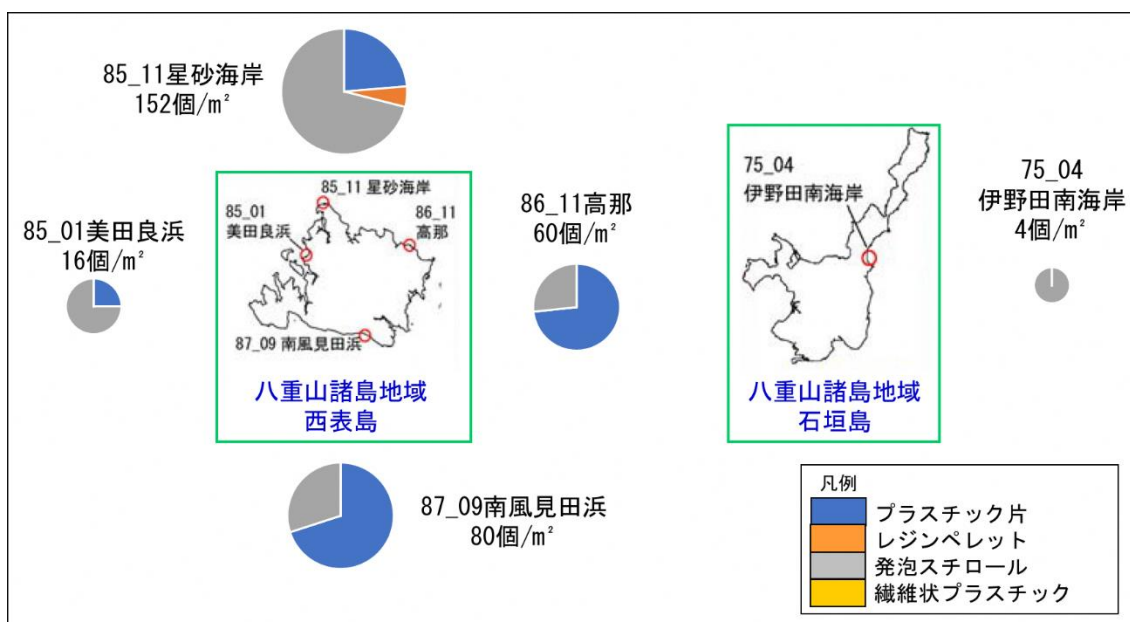 85_11星砂海岸
152個/m²
85_01美田良浜
16個/m²
85_11 星砂海岸
85_01
美田良浜
86_11
高那
87_09 南風見田浜
八重山諸島地域
西表島
86_11高那
60個/m²
87_09南風見田浜
80個/m²
75_04
伊野田南海岸
八重山諸島地域
石垣島
75_04
伊野田南海岸
4個/m²
凡例
プラスチック片
レジンペレット
発泡スチロール
繊維状プラスチック